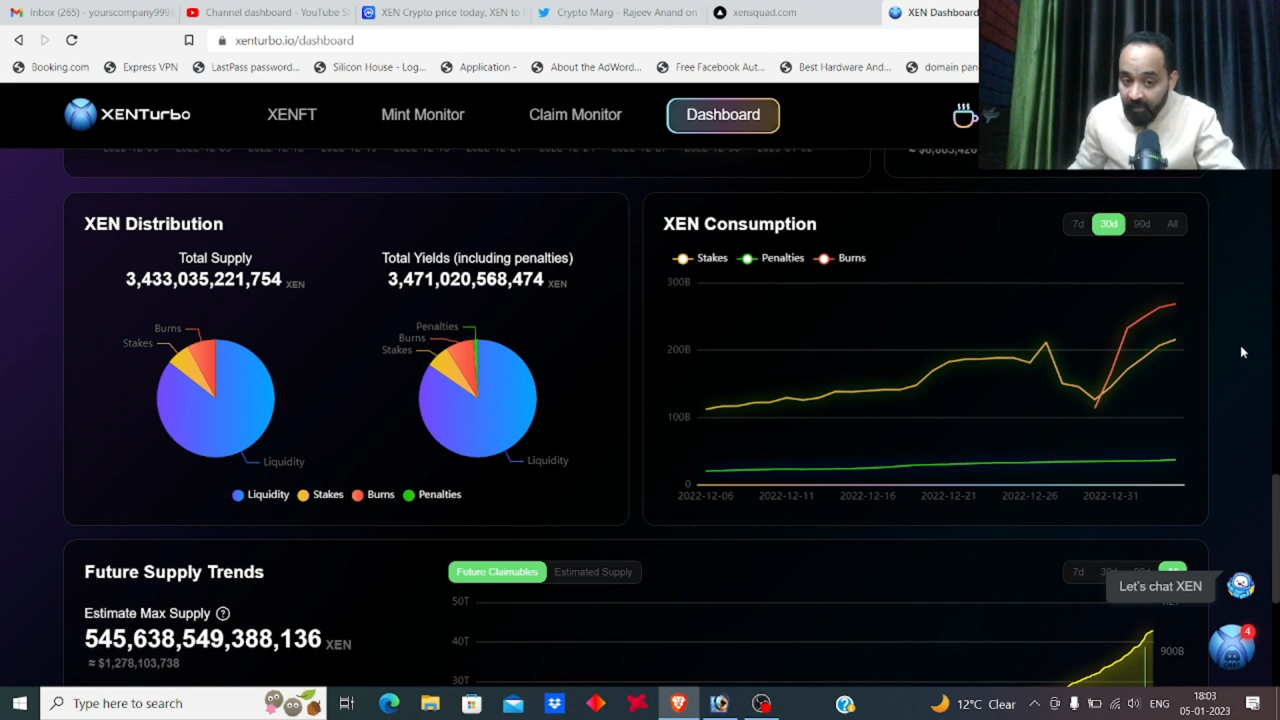 Inbox (265) - yourscompany999(
Channel dashboard - YouTube St
XEN Crypto price today, XEN to
Crypto Marg - Rajeev Anand on
xensquad.com
XEN Dashboard
xenturbo.io/dashboard
Booking.com
Express VPN
LastPass password...
Silicon House - Log...
Application -
About the AdWord...
Free Facebook Aut...
Best Hardware And...
domain pan
XENTurbo
XENFT
Mint Monitor
Claim Monitor
Dashboard
XEN Distribution
Total Supply
3,433,035,221,754 XEN
Total Yields (including penalties)
3,471,020,568,474 XEN
Burns
Stakes
Liquidity
Penalties
Burns
Stakes
Liquidity
Liquidity Stakes Burns Penalties
XEN Consumption
7d 30d 90d All
Stakes Penalties Burns
300B
200B
100B
0
2022-12-06 2022-12-11 2022-12-16 2022-12-21 2022-12-26 2022-12-31
Future Supply Trends
Future Claimables Estimated Supply
7d
Estimate Max Supply ?
545,638,549,388,136 XEN
≈ $1,278,103,738
50T
40T
30T
900B
Let's chat XEN
4
CHAT
Type here to search
12°C Clear
ENG
18:03
05-01-2023